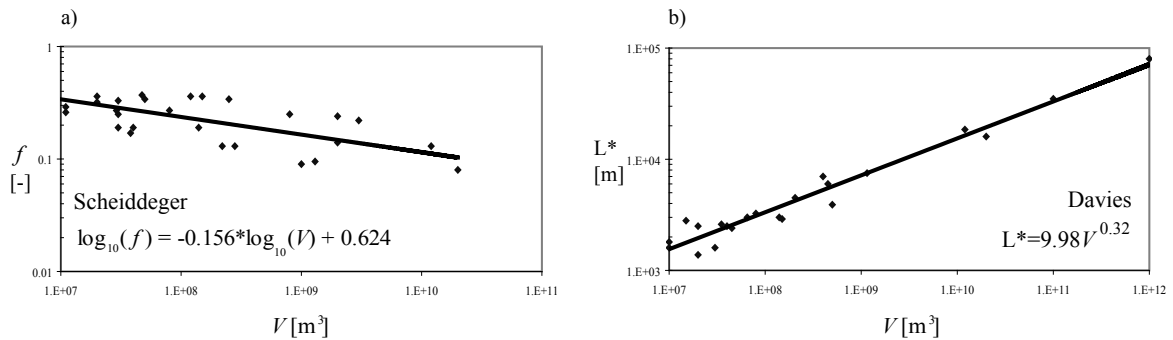 a)
1
0.1
0.01
f
[-]
Scheiddeger
log₁₀(f) = -0.156*log₁₀(V) + 0.624
1.E+07
1.E+08
1.E+09
1.E+10
1.E+11
V [m³]
b)
1.E+05
1.E+04
1.E+03
L*
[m]
Davies
L*=9.98V^0.32
1.E+07
1.E+08
1.E+09
1.E+10
1.E+11
1.E+12
V [m³]